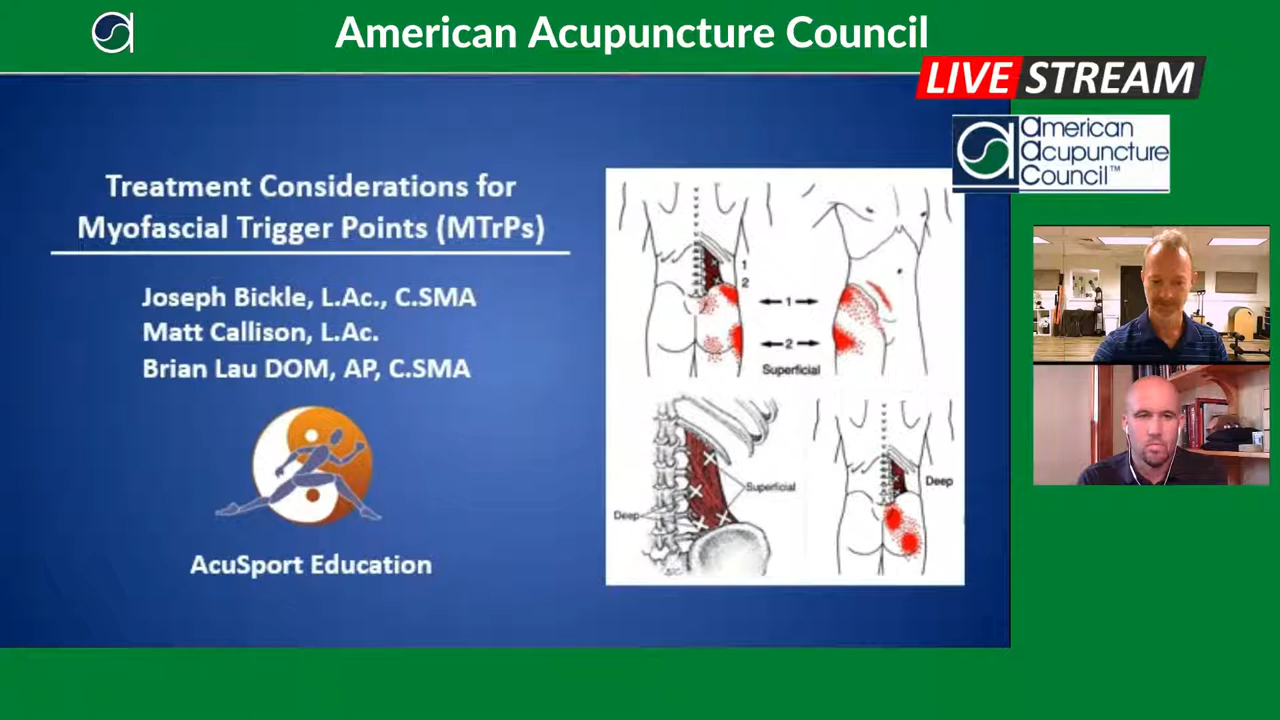 American Acupuncture Council
LIVE STREAM
american
acupuncture
council™
Treatment Considerations for
Myofascial Trigger Points (MTrPs)
Joseph Bickle, L.Ac., C.SMA
Matt Callison, L.Ac.
Brian Lau DOM, AP, C.SMA
AcuSport Education
1
2
1
2
Superficial
Superficial
Deep
Deep